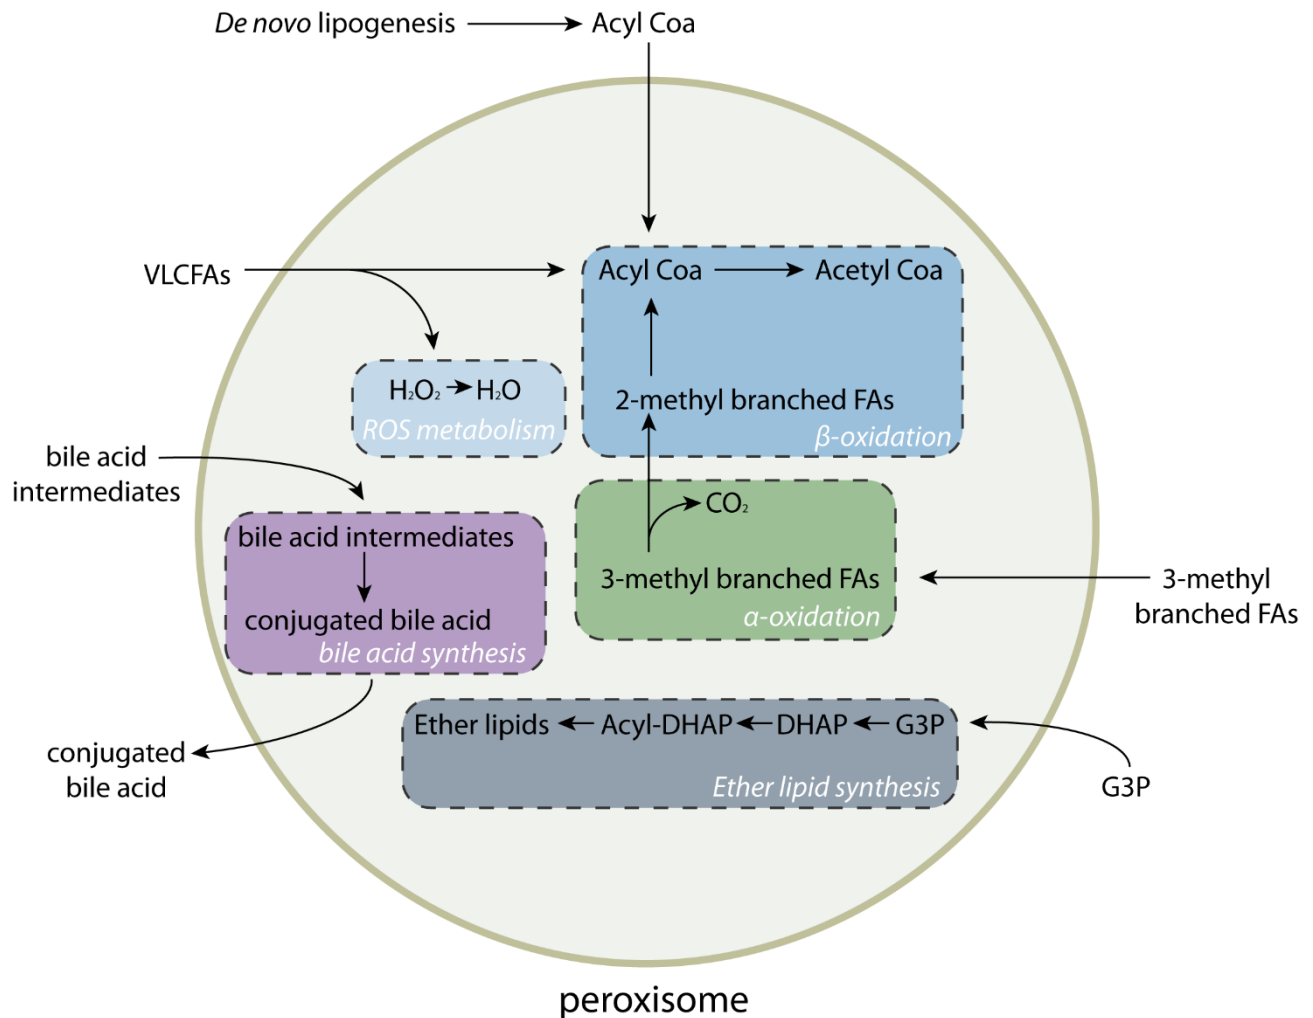 De novo lipogenesis
Acyl Coa
VLCFAs
Acyl Coa
Acetyl Coa
2-methyl branched FAs
β-oxidation
H₂O₂
H₂O
ROS metabolism
bile acid
intermediates
bile acid intermediates
conjugated bile acid
bile acid synthesis
CO₂
3-methyl branched FAs
α-oxidation
3-methyl
branched FAs
conjugated
bile acid
Ether lipids
Acyl-DHAP
DHAP
G3P
Ether lipid synthesis
G3P
peroxisome